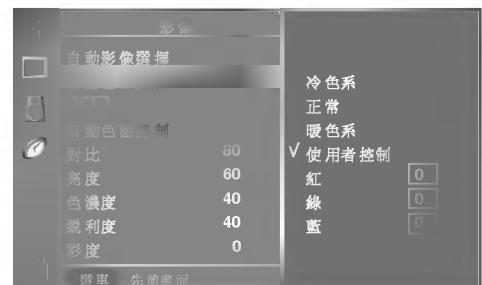 影像
自動影像選擇
XD
自動色溫控制
對比 80
亮度 60
色濃度 40
銳利度 40
彩度 0
選單 先前畫面
冷色系
正常
暖色系
√ 使用者控制
紅 0
綠 0
藍 0